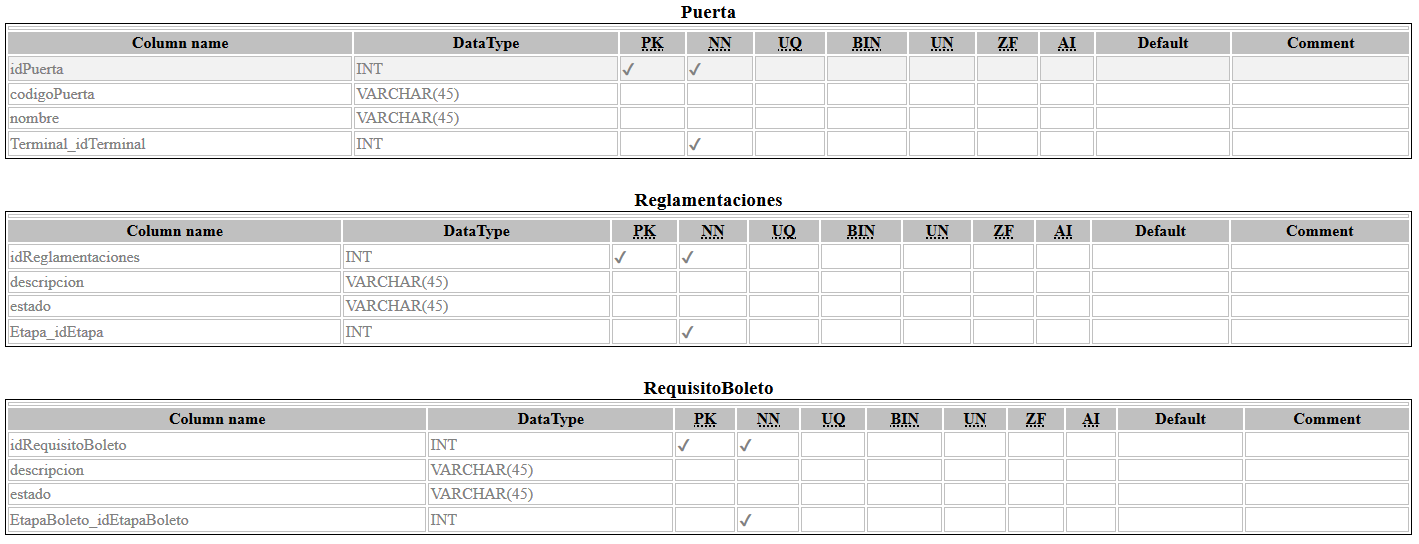 Puerta
Column name DataType PK NN UQ BIN UN ZF AI Default Comment
idPuerta INT ✓ ✓
codigoPuerta VARCHAR(45)
nombre VARCHAR(45)
Terminal_idTerminal INT ✓
Reglamentaciones
Column name DataType PK NN UQ BIN UN ZF AI Default Comment
idReglamentaciones INT ✓ ✓
descripcion VARCHAR(45)
estado VARCHAR(45)
Etapa_idEtapa INT ✓
RequisitoBoleto
Column name DataType PK NN UQ BIN UN ZF AI Default Comment
idRequisitoBoleto INT ✓ ✓
descripcion VARCHAR(45)
estado VARCHAR(45)
EtapaBoleto_idEtapaBoleto INT ✓